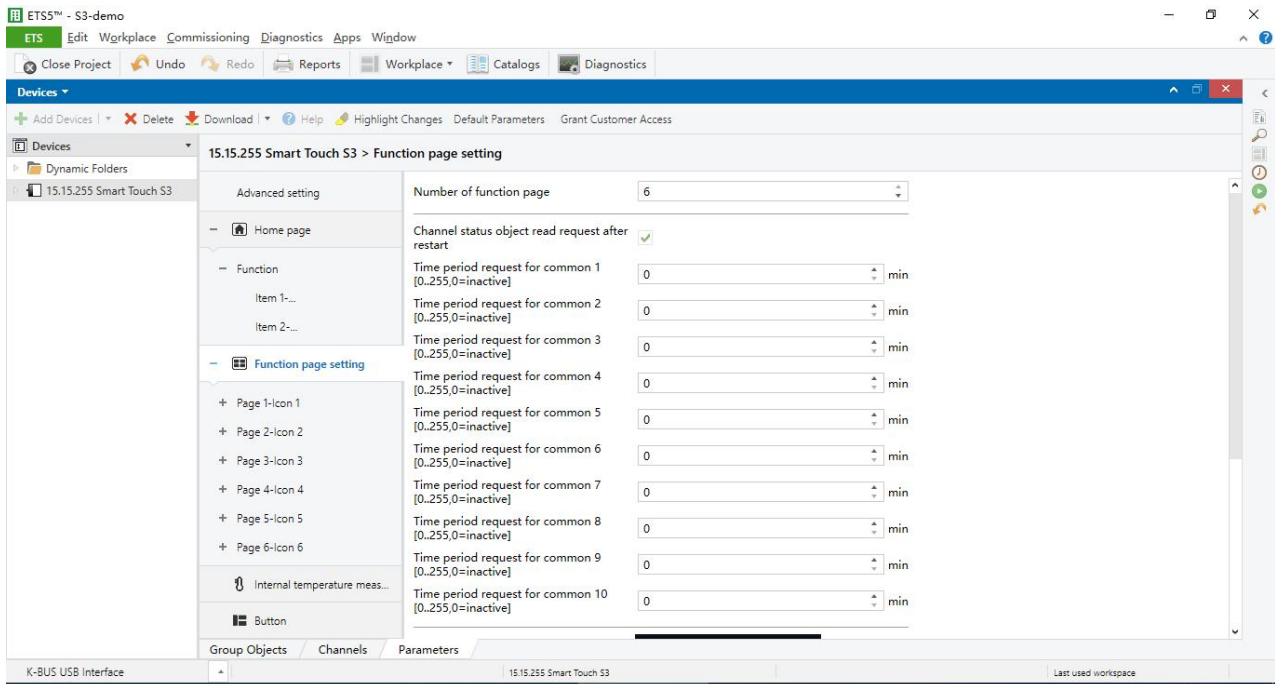 ETS5™ - S3-demo
ETS Edit Workplace Commissioning Diagnostics Apps Window
Close Project Undo Redo Reports Workplace Catalogs Diagnostics
Devices
Add Devices Delete Download Help Highlight Changes Default Parameters Grant Customer Access
Devices
Dynamic Folders
15.15.255 Smart Touch S3
15.15.255 Smart Touch S3 > Function page setting
Advanced setting
Home page
Function
Item 1-...
Item 2-...
Function page setting
Page 1-Icon 1
Page 2-Icon 2
Page 3-Icon 3
Page 4-Icon 4
Page 5-Icon 5
Page 6-Icon 6
Internal temperature meas...
Button
Number of function page 6
Channel status object read request after
restart
Time period request for common 1
[0..255,0=inactive] 0 min
Time period request for common 2
[0..255,0=inactive] 0 min
Time period request for common 3
[0..255,0=inactive] 0 min
Time period request for common 4
[0..255,0=inactive] 0 min
Time period request for common 5
[0..255,0=inactive] 0 min
Time period request for common 6
[0..255,0=inactive] 0 min
Time period request for common 7
[0..255,0=inactive] 0 min
Time period request for common 8
[0..255,0=inactive] 0 min
Time period request for common 9
[0..255,0=inactive] 0 min
Time period request for common 10
[0..255,0=inactive] 0 min
Group Objects Channels Parameters
K-BUS USB Interface 15.15.255 Smart Touch S3 Last used workspace